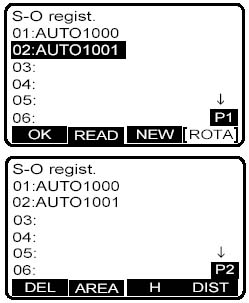 S-O regist.
01:AUTO1000
02:AUTO1001
03:
04:
05: ↓
06: P1
OK READ NEW [ROTA]
S-O regist.
01:AUTO1000
02:AUTO1001
03:
04:
05: ↓
06: P2
DEL AREA H DIST